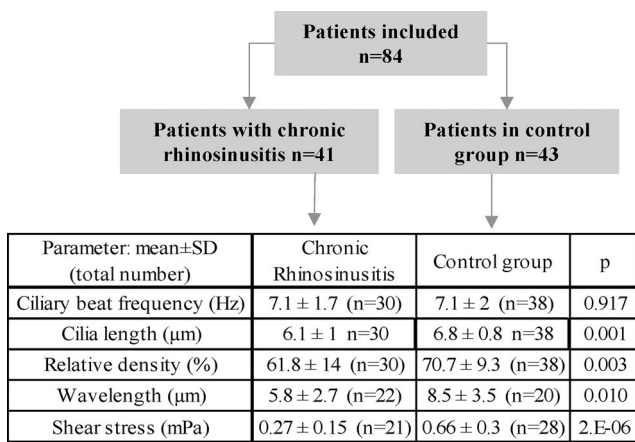 Patients included
n=84
Patients with chronic
rhinosinusitis n=41
Patients in control
group n=43
Parameter: mean±SD
(total number)
Chronic
Rhinosinusitis
Control group
p
Ciliary beat frequency (Hz) 7.1 ± 1.7 (n=30) 7.1 ± 2 (n=38) 0.917
Cilia length (μm) 6.1 ± 1 n=30 6.8 ± 0.8 n=38 0.001
Relative density (%) 61.8 ± 14 (n=30) 70.7 ± 9.3 (n=38) 0.003
Wavelength (μm) 5.8 ± 2.7 (n=22) 8.5 ± 3.5 (n=20) 0.010
Shear stress (mPa) 0.27 ± 0.15 (n=21) 0.66 ± 0.3 (n=28) 2.E-06